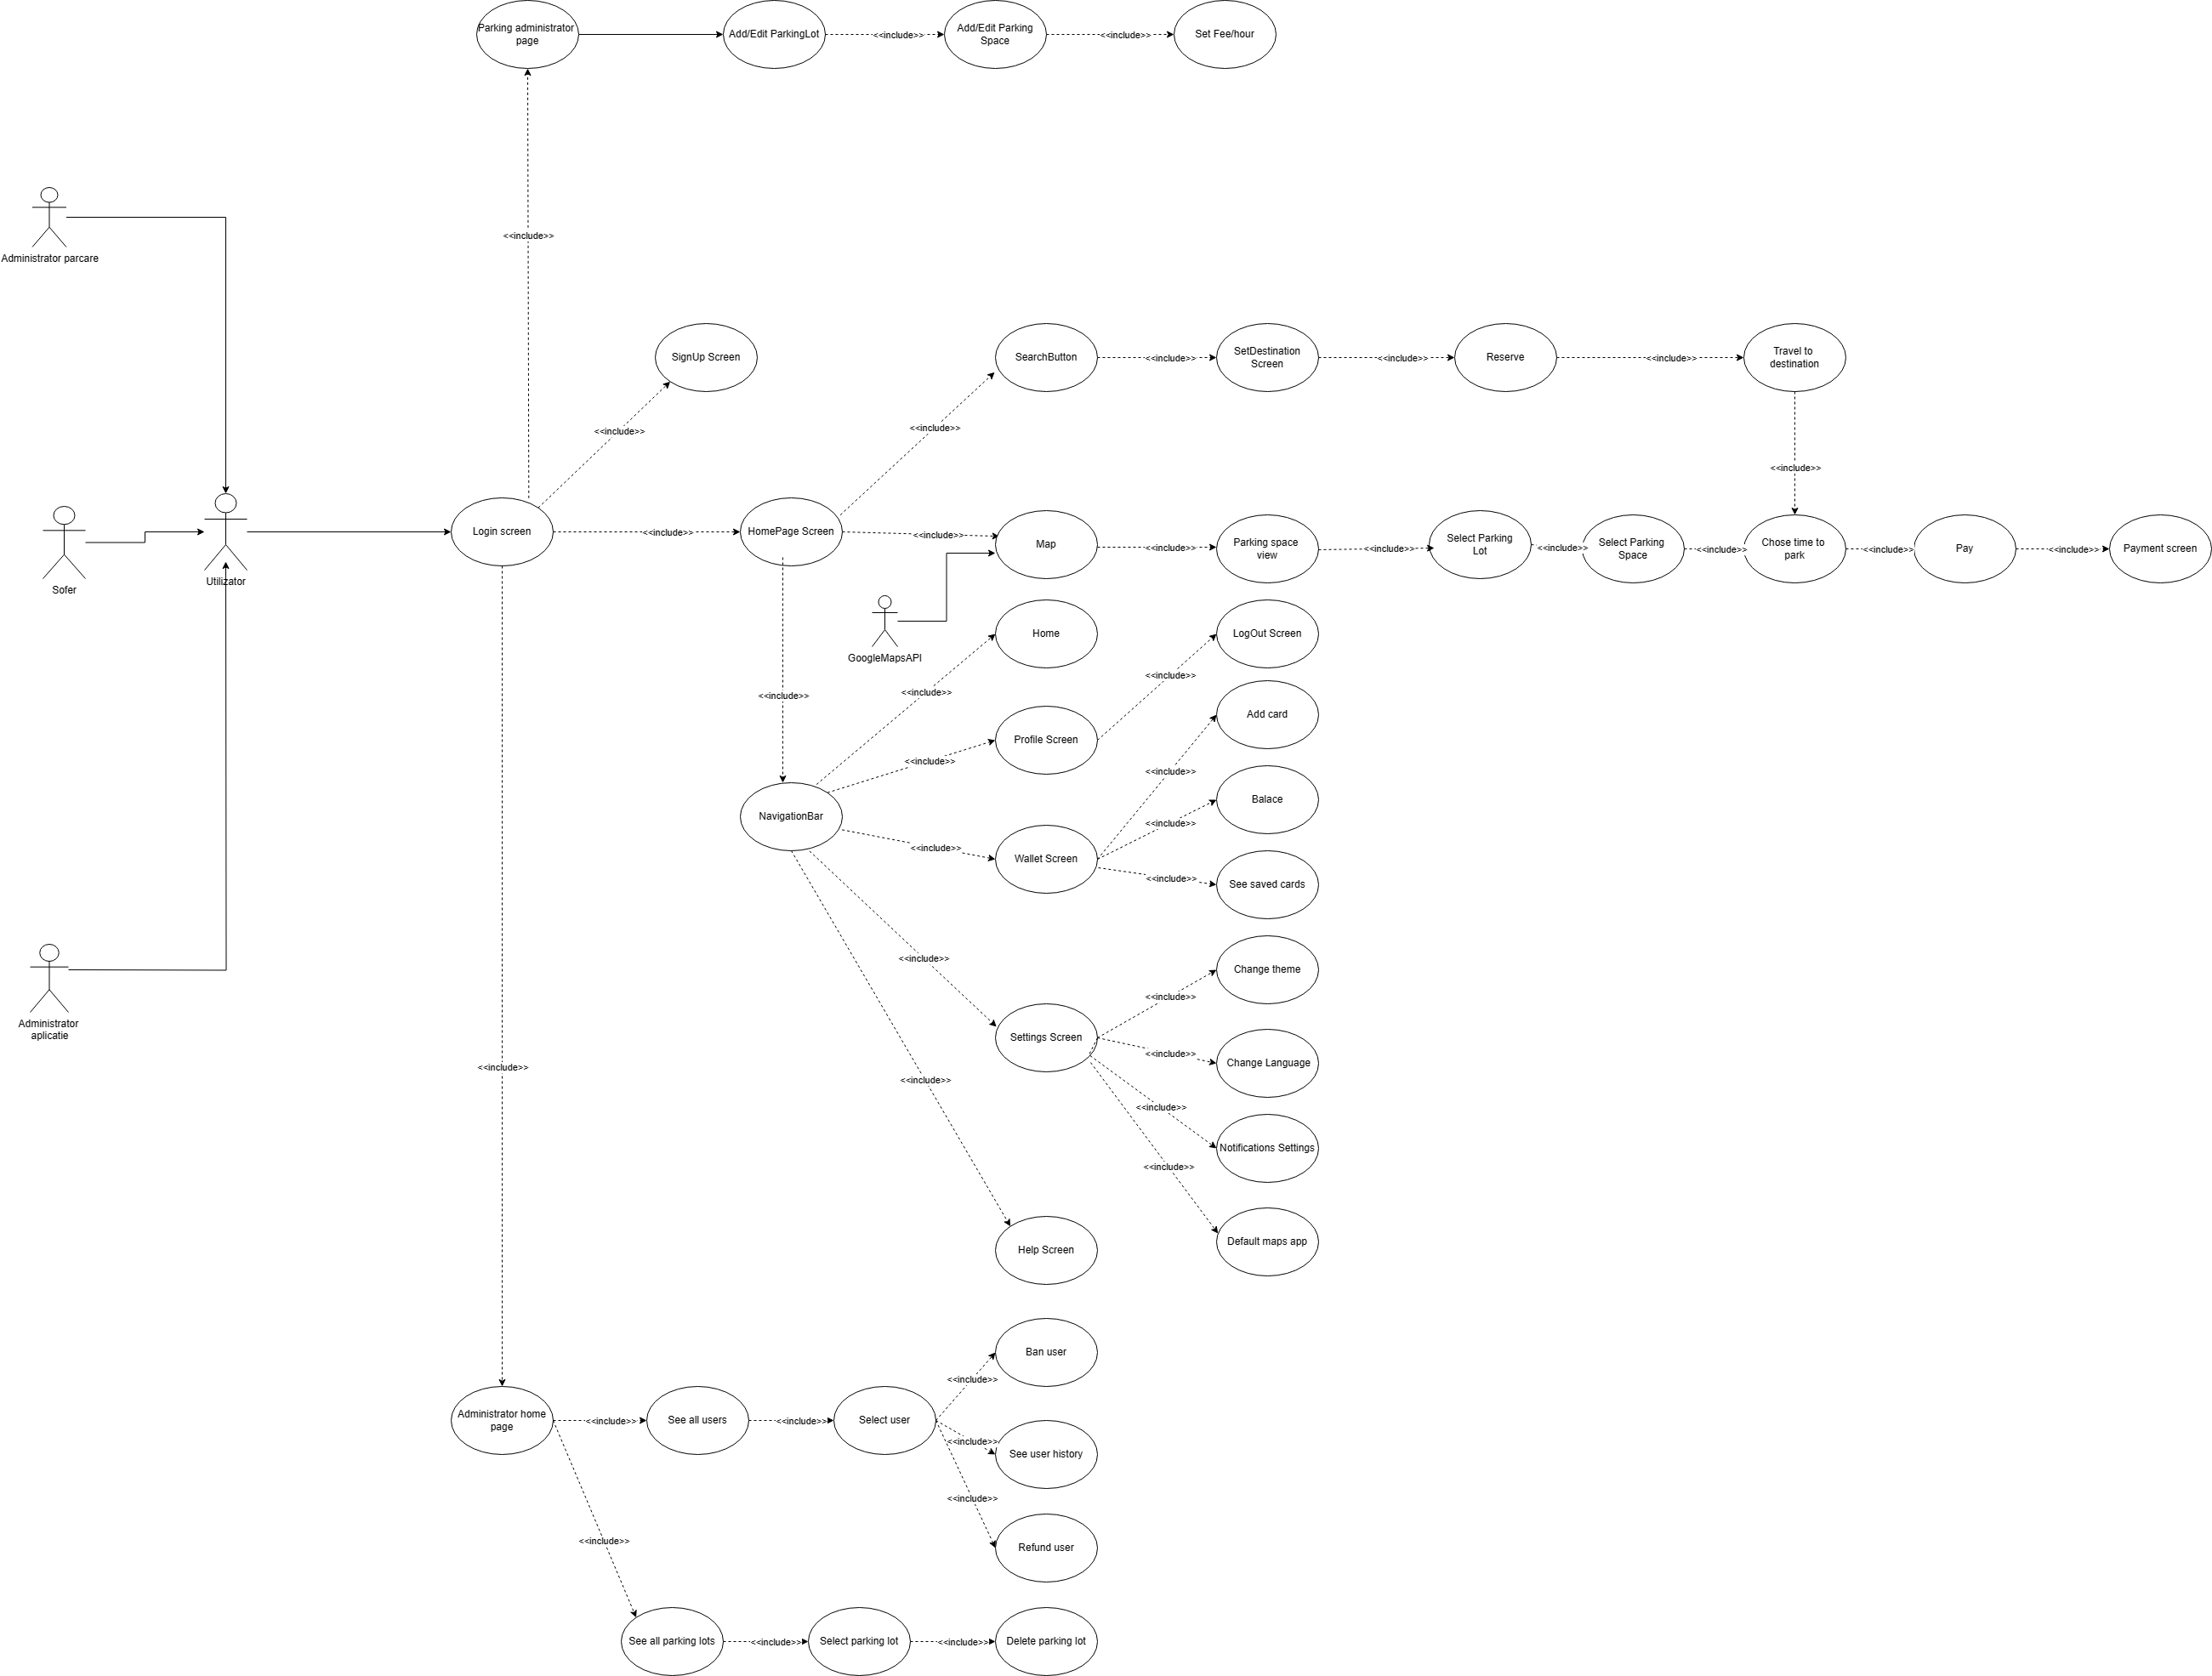 Parking administrator
page
Add/Edit ParkingLot
<<include>>
Add/Edit Parking
Space
<<include>>
Set Fee/hour
Administrator parcare
<<include>>
SignUp Screen
<<include>>
SearchButton
<<include>>
SetDestination
Screen
<<include>>
Reserve
<<include>>
Travel to
destination
<<include>>
<<include>>
Sofer
Utilizator
Login screen
<<include>>
HomePage Screen
<<include>>
Map
<<include>>
Parking space
view
<<include>>
Select Parking
Lot
<<include>>
Select Parking
Space
<<include>>
Chose time to
park
<<include>>
Pay
<<include>>
Payment screen
GoogleMapsAPI
Home
LogOut Screen
<<include>>
<<include>>
<<include>>
Add card
Profile Screen
<<include>>
<<include>>
Balace
NavigationBar
<<include>>
<<include>>
Wallet Screen
<<include>>
See saved cards
<<include>>
Change theme
<<include>>
Administrator
aplicatie
Settings Screen
<<include>>
Change Language
<<include>>
<<include>>
<<include>>
Notifications Settings
<<include>>
Default maps app
Help Screen
Ban user
<<include>>
Administrator home
page
<<include>>
See all users
<<include>>
Select user
<<include>>
See user history
<<include>>
Refund user
<<include>>
See all parking lots
<<include>>
Select parking lot
<<include>>
Delete parking lot